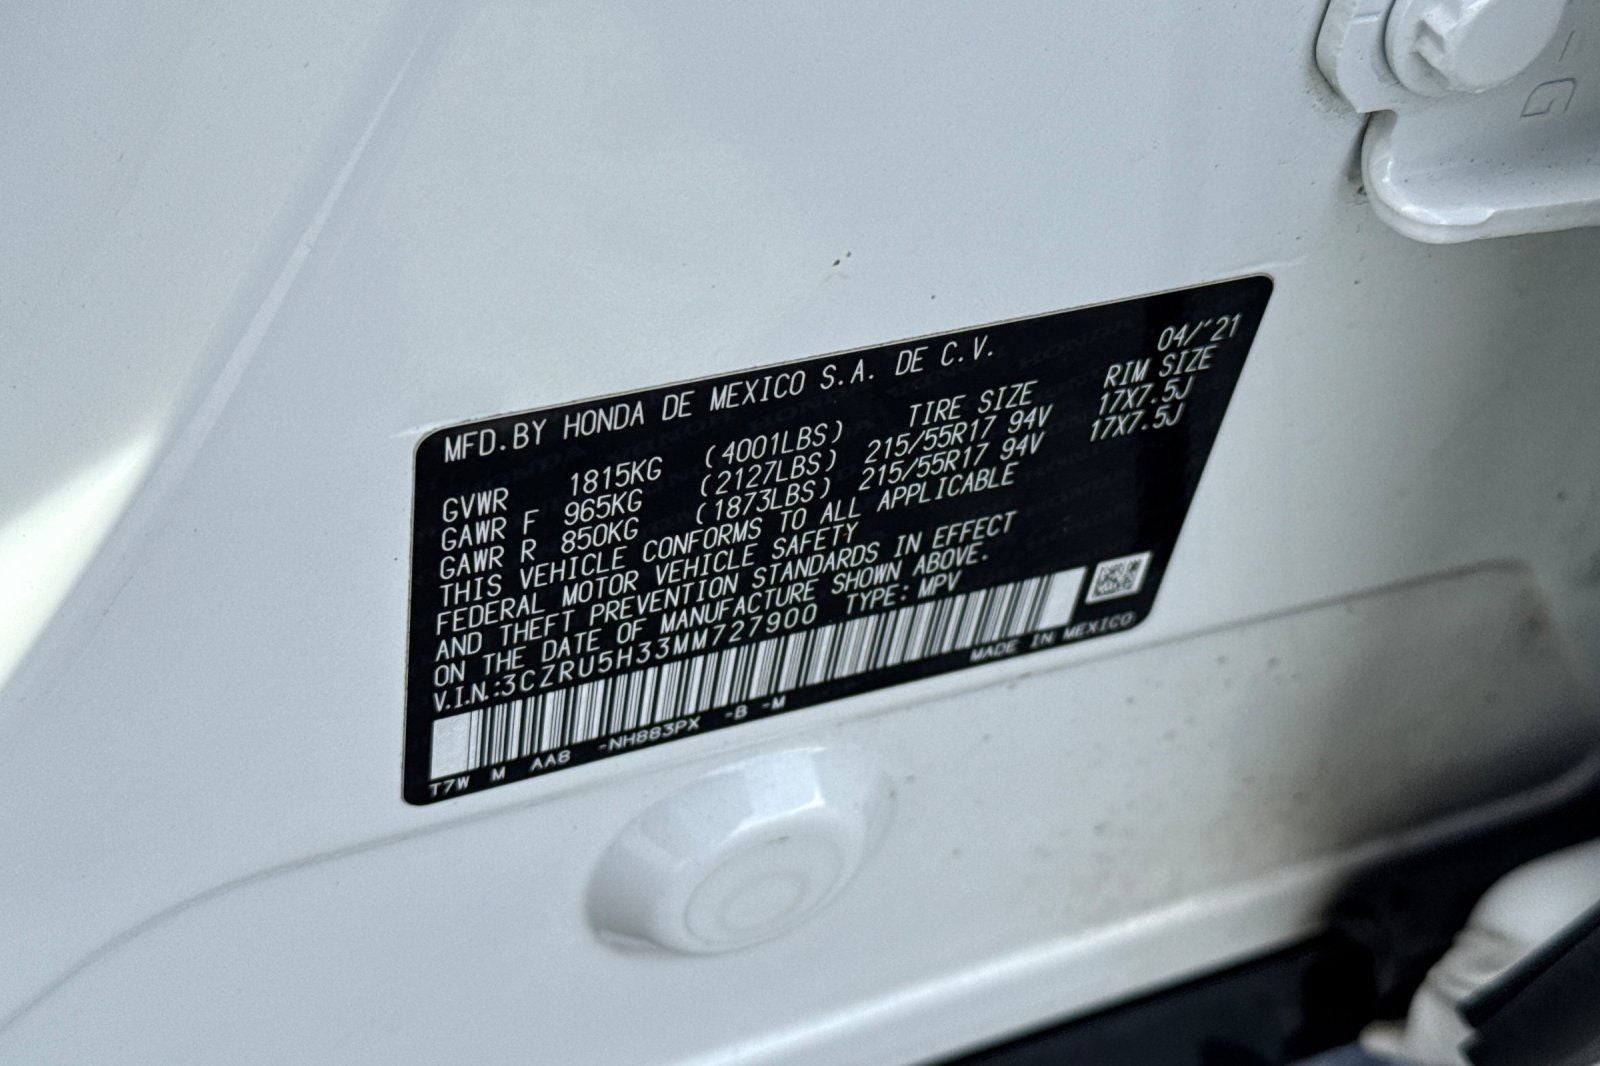 MFD.BY HONDA DE MEXICO S.A. DE C.V. 04/'21
TIRE SIZE RIM SIZE
GVWR 1815KG (4001LBS)
GAWR F 965KG (2127LBS) 215/55R17 94V 17X7.5J
GAWR R 850KG (1873LBS) 215/55R17 94V 17X7.5J
THIS VEHICLE CONFORMS TO ALL APPLICABLE
FEDERAL MOTOR VEHICLE SAFETY
AND THEFT PREVENTION STANDARDS IN EFFECT
ON THE DATE OF MANUFACTURE SHOWN ABOVE.
V.I.N.:3CZRU5H33MM727900 TYPE: MPV
MADE IN MEXICO
T7W M AA8 -NH883PX -B -M